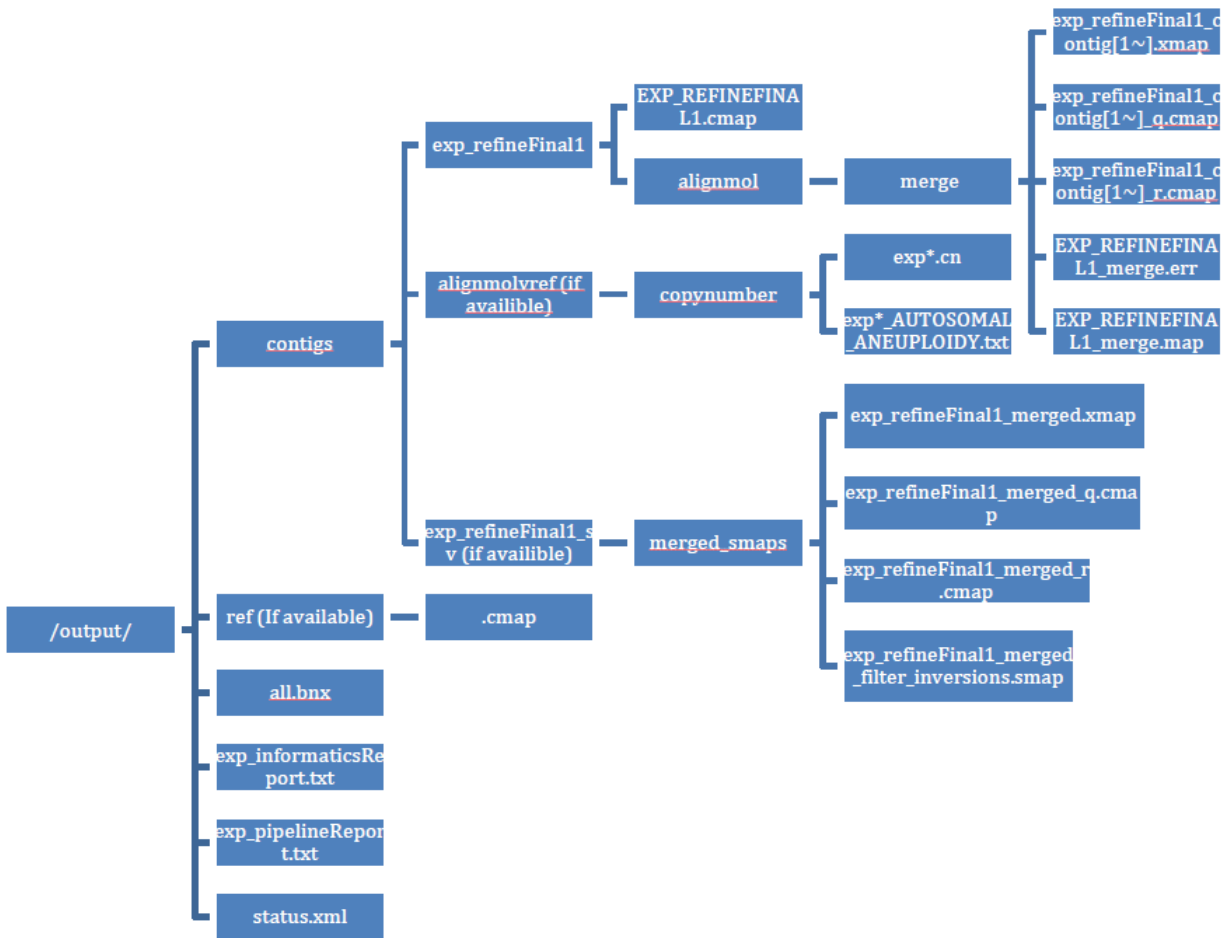 exp_refineFinal1_c
ontig[1~].xmap
EXP_REFINEFINA
L1.cmap
exp_refineFinal1_c
ontig[1~]_q.cmap
exp_refineFinal1
alignmol
merge
exp_refineFinal1_c
ontig[1~]_r.cmap
alignmolvref (if
availible)
copynumber
exp*.cn
EXP_REFINEFINA
L1_merge.err
contigs
exp*_AUTOSOMAL
_ANEUPLOIDY.txt
EXP_REFINEFINA
L1_merge.map
exp_refineFinal1_merged.xmap
exp_refineFinal1_merged_q.cma
p
exp_refineFinal1_s
v (if availible)
merged_smaps
exp_refineFinal1_merged_r
.cmap
/output/
ref (If available)
.cmap
exp_refineFinal1_merged
_filter_inversions.smap
all.bnx
exp_informaticsRe
port.txt
exp_pipelineRepor
t.txt
status.xml